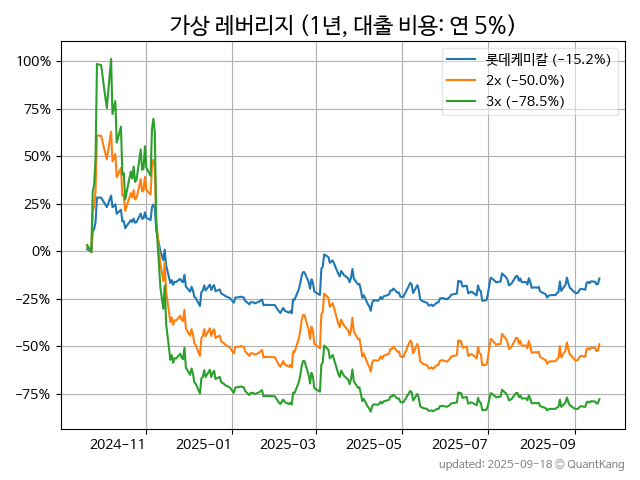 가상 레버리지 (1년, 대출 비용: 연 5%)
롯데케미칼 (-15.2%)
2x (-50.0%)
3x (-78.5%)
100%
75%
50%
25%
0%
-25%
-50%
-75%
2024-11
2025-01
2025-03
2025-05
2025-07
2025-09
updated: 2025-09-18 © QuantKang